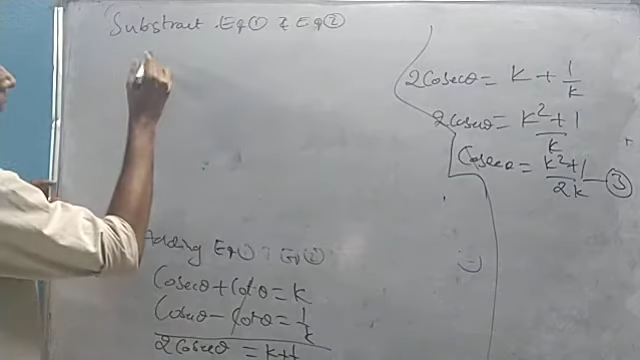 Substract Eq① & Eq②
Adding Eq① & Eq②
Cosecθ + Cotθ = K
Cosecθ - Cotθ = 1/K
2Cosecθ = K+1
2Cosecθ = K + 1/K
2Cosecθ = K²+1/K
Cosecθ = K²+1/2K — ③